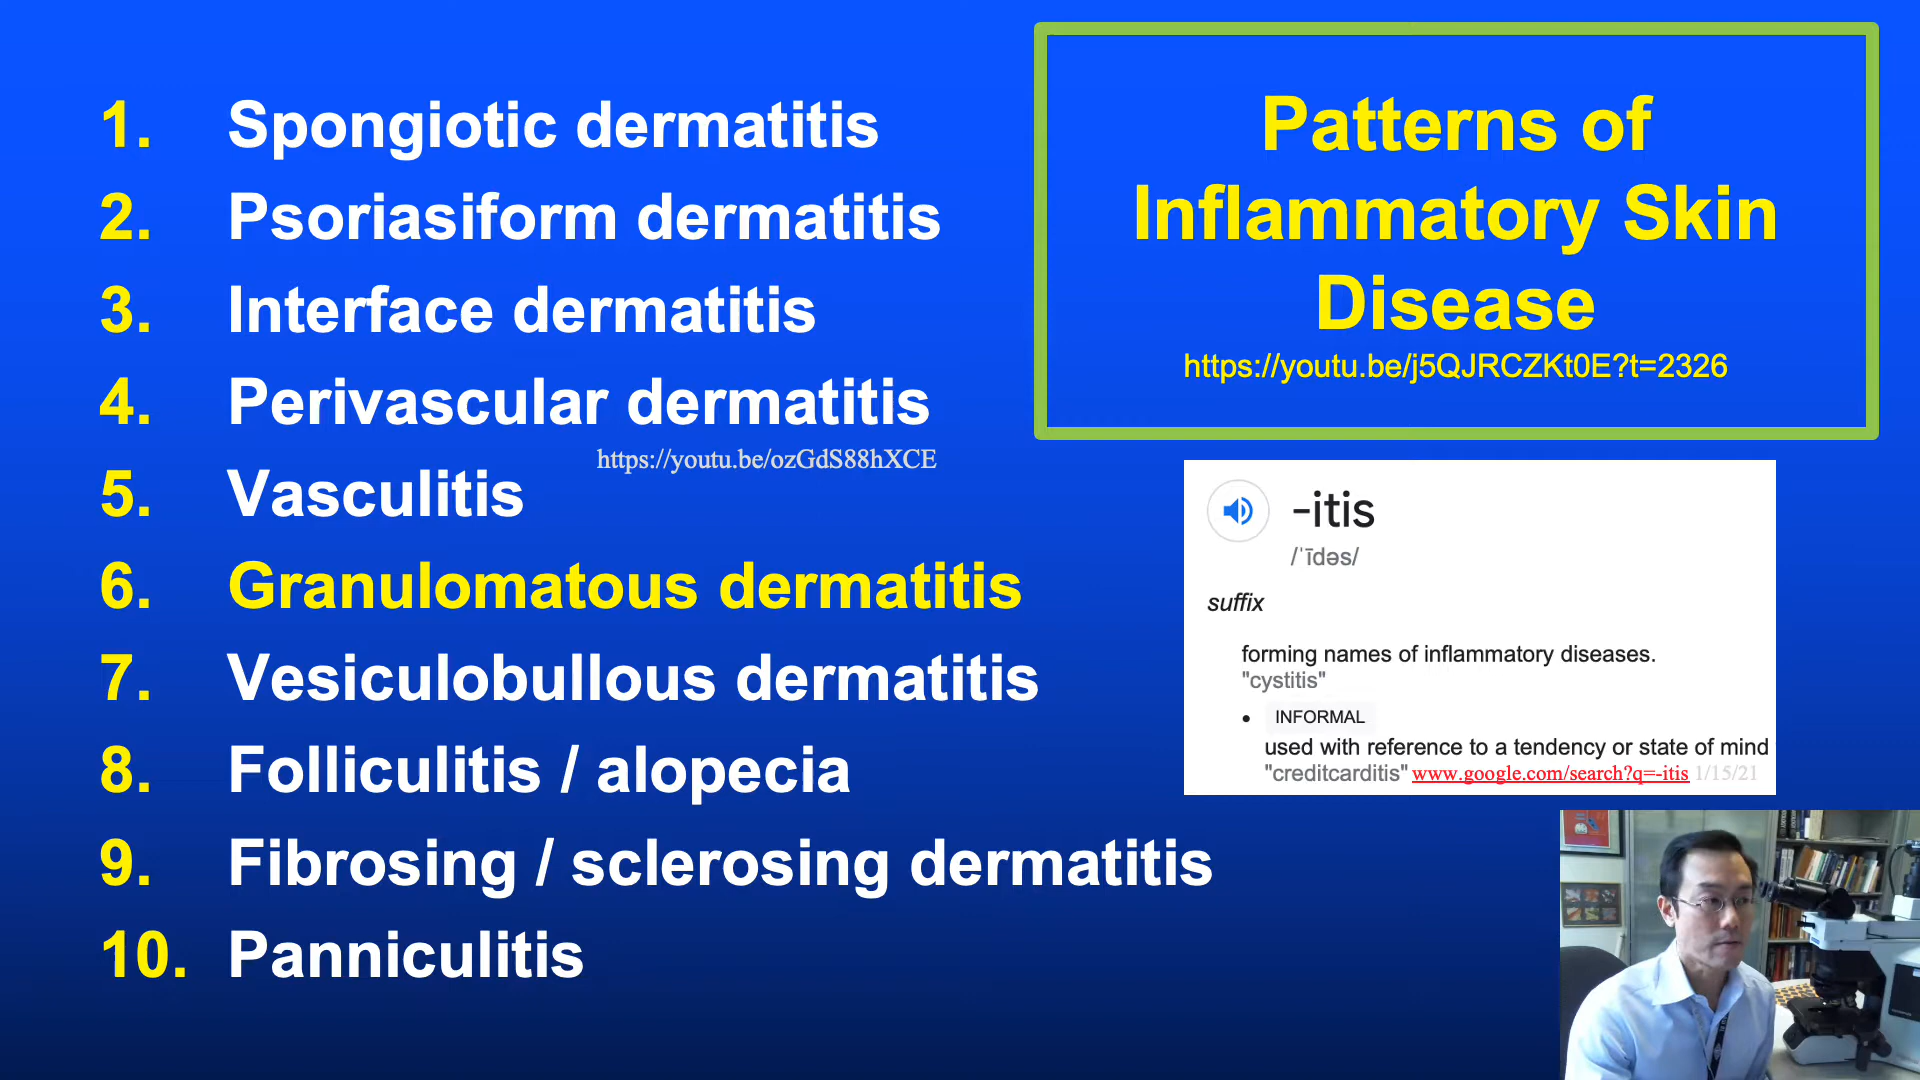 1. Spongiotic dermatitis
2. Psoriasiform dermatitis
3. Interface dermatitis
4. Perivascular dermatitis
https://youtu.be/ozGdS88hXCE
5. Vasculitis
6. Granulomatous dermatitis
7. Vesiculobullous dermatitis
8. Folliculitis / alopecia
9. Fibrosing / sclerosing dermatitis
10. Panniculitis
Patterns of
Inflammatory Skin
Disease
https://youtu.be/j5QJRCZKt0E?t=2326
-itis
/ˈīdəs/
suffix
forming names of inflammatory diseases.
"cystitis"
• INFORMAL
used with reference to a tendency or state of mind
"creditcarditis" www.google.com/search?q=-itis 1/15/21